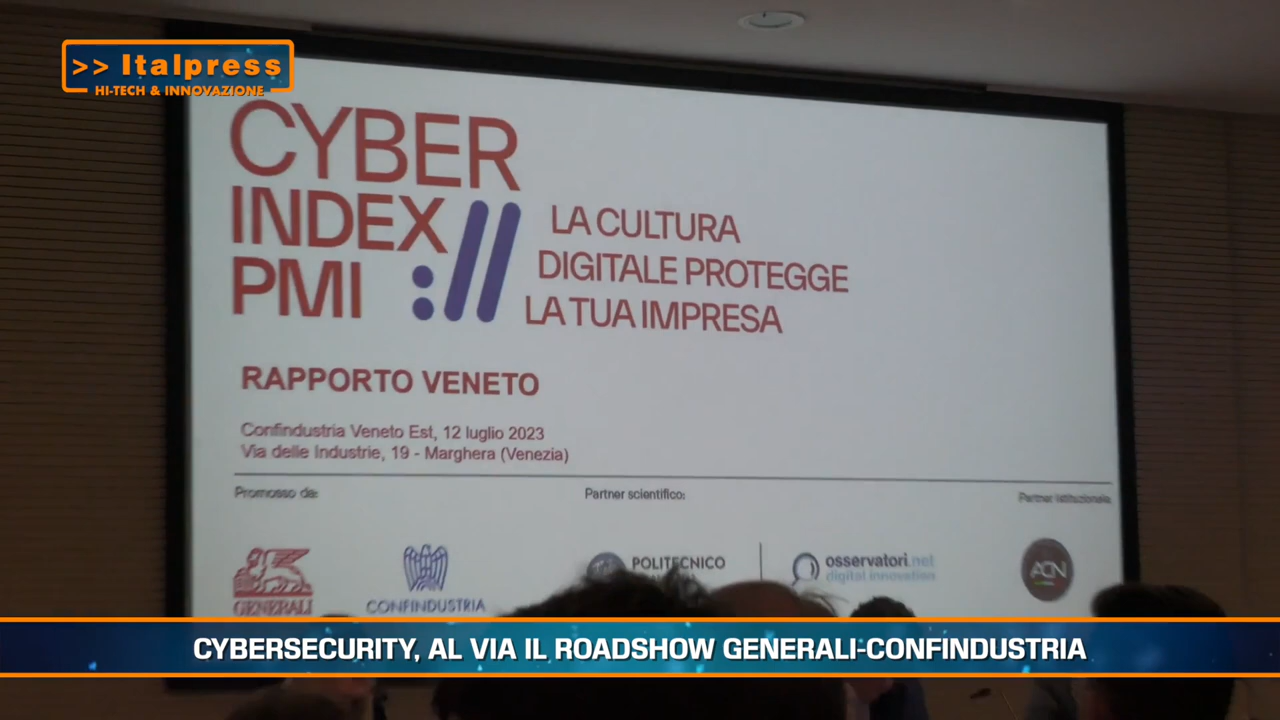 >> Italpress
HI-TECH & INNOVAZIONE
CYBER
INDEX
PMI ://
LA CULTURA
DIGITALE PROTEGGE
LA TUA IMPRESA
RAPPORTO VENETO
Confindustria Veneto Est, 12 luglio 2023
Via delle Industrie, 19 - Marghera (Venezia)
Promosso da:
Partner scientifico:
Partner istituzionale
GENERALI
CONFINDUSTRIA
POLITECNICO
osservatori.net
digital innovation
ACN
CYBERSECURITY, AL VIA IL ROADSHOW GENERALI-CONFINDUSTRIA